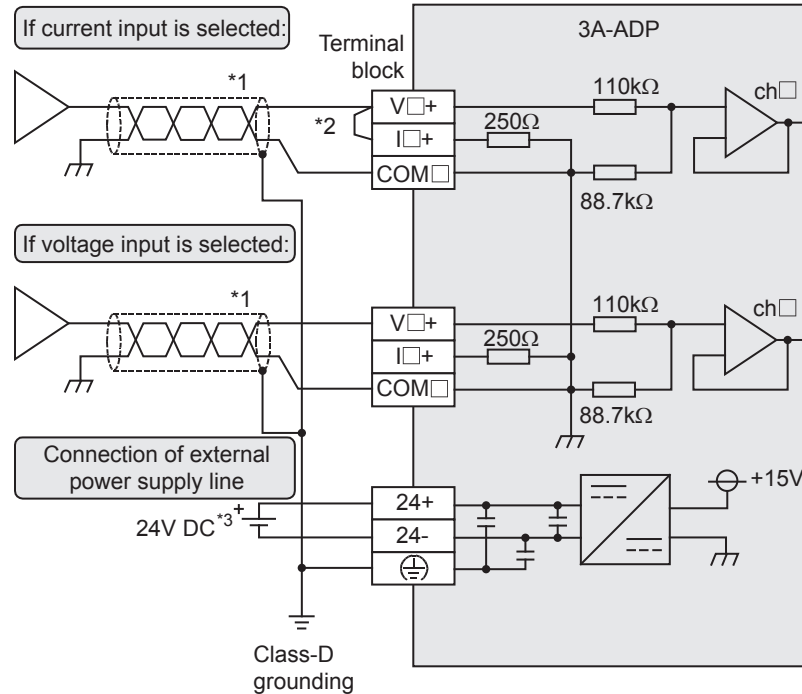 If current input is selected:
3A-ADP
Terminal
block
*1
110kΩ
ch□
V□+
*2
250Ω
I□+
COM□
88.7kΩ
If voltage input is selected:
*1
110kΩ
ch□
V□+
250Ω
I□+
COM□
88.7kΩ
Connection of external
power supply line
24+
+15V
24V DC*3
+
24-
Class-D
grounding